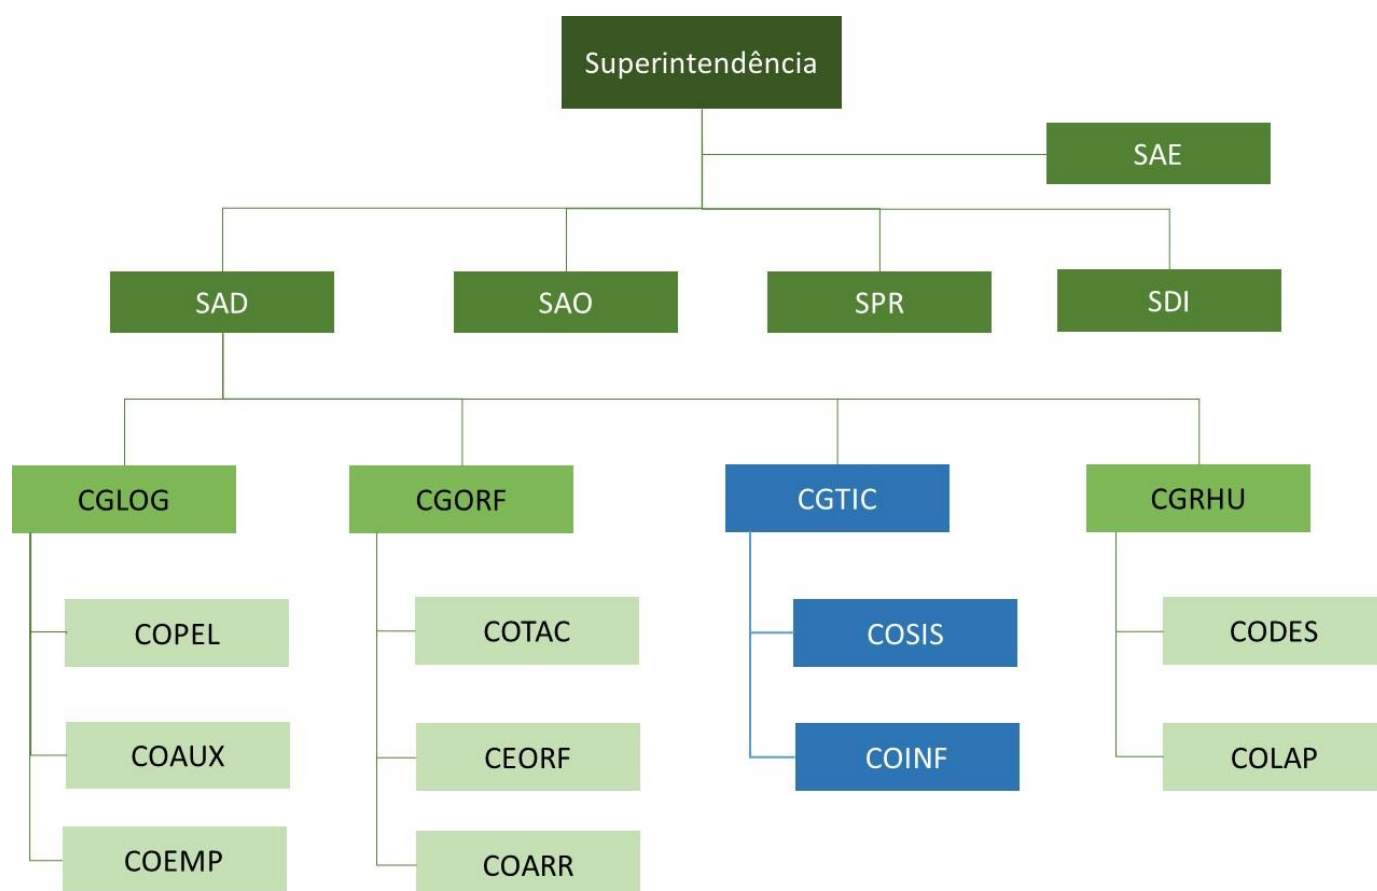 Superintendência
SAE
SAD
SAO
SPR
SDI
CGLOG
CGORF
CGTIC
CGRHU
COPEL
COTAC
COSIS
CODES
COAUX
CEORF
COINF
COLAP
COEMP
COARR